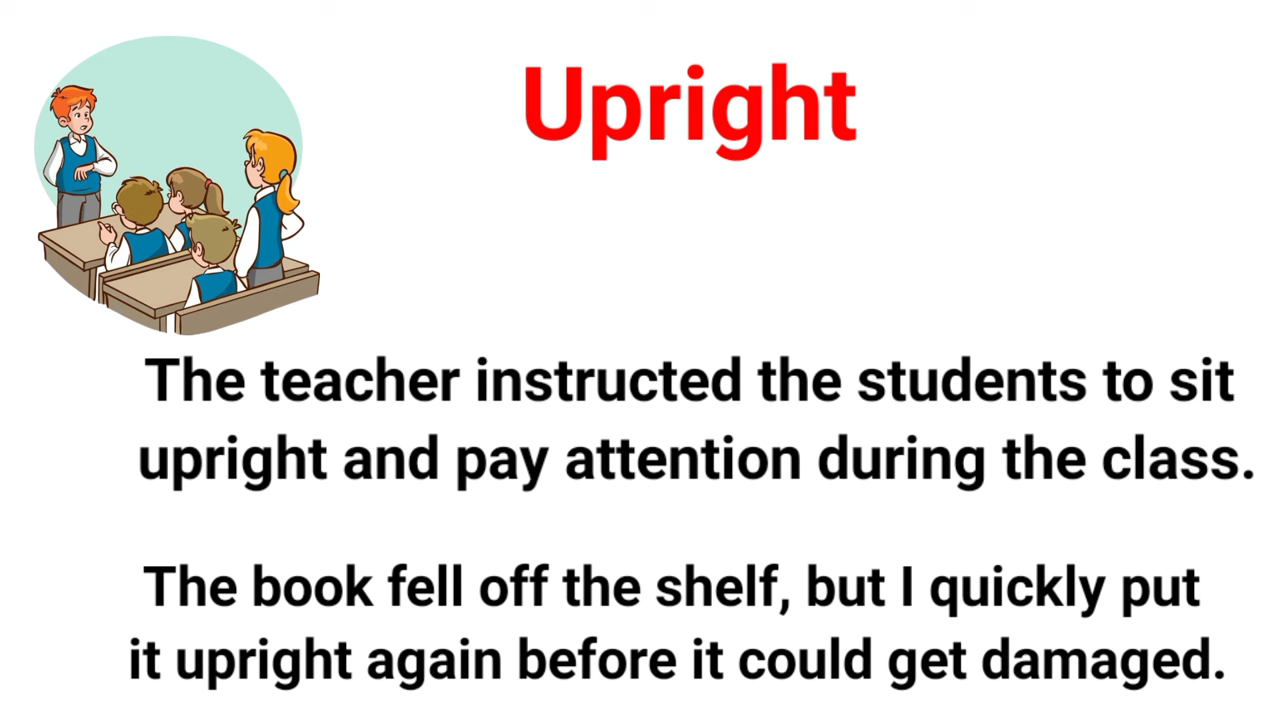 Upright
The teacher instructed the students to sit
upright and pay attention during the class.
The book fell off the shelf, but I quickly put
it upright again before it could get damaged.